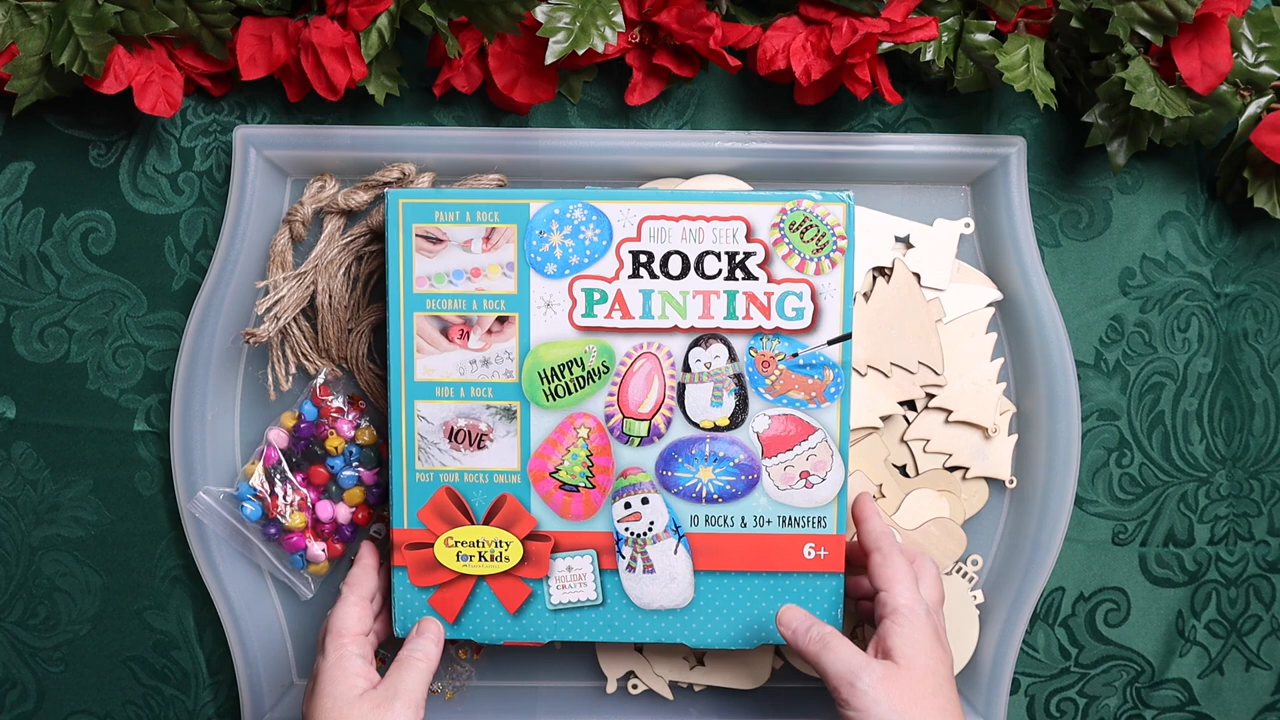 PAINT A ROCK
DECORATE A ROCK
VE
HIDE A ROCK
LOVE
POST YOUR ROCKS ONLINE
HIDE AND SEEK
ROCK
PAINTING
JOY
HAPPY
HOLIDAYS
10 ROCKS & 30+ TRANSFERS
6+
Creativity
for Kids
HOLIDAY
CRAFTS